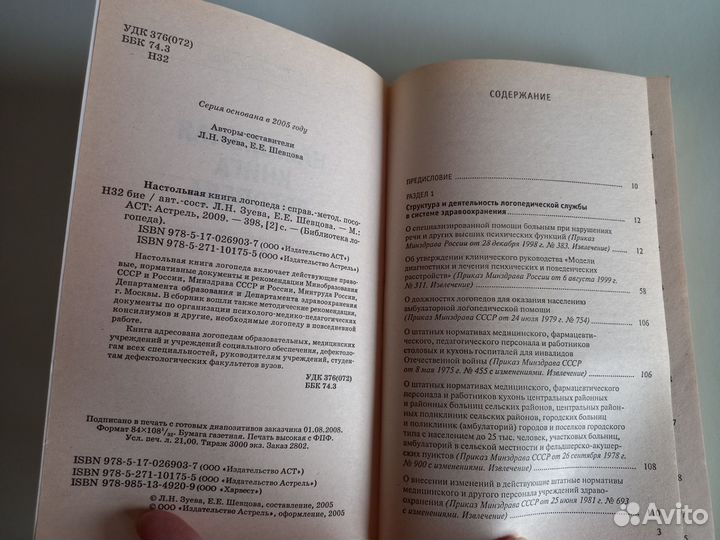 УДК 376(072)
ББК 74.3
Н32
Серия основана в 2005 году
Авторы-составители
Л.Н. Зуева, Е.Е. Шевцова
Настольная книга логопеда : справ.-метод. посо-
Н32 бие / авт.-сост. Л.Н. Зуева, Е.Е. Шевцова. — М.:
АСТ: Астрель, 2009. — 398, [2] с. — (Библиотека ло-
гопеда).
ISBN 978-5-17-026903-7 (ООО «Издательство АСТ»)
ISBN 978-5-271-10175-5 (ООО «Издательство Астрель»)
Настольная книга логопеда включает действующие право-
вые, нормативные документы и рекомендации Минобразования
СССР и России, Минздрава СССР и России, Минтруда России,
Департамента образования и Департамента здравоохранения
г. Москвы. В сборник вошли также методические рекомендации,
документы по организации психолого-медико-педагогических
консилиумов и другие, необходимые логопеду в повседневной
работе.
Книга адресована логопедам образовательных, медицинских
учреждений и учреждений социального обеспечения, дефектоло-
гам всех специальностей, руководителям учреждений, студен-
там дефектологических факультетов вузов.
УДК 376(072)
ББК 74.3
Подписано в печать с готовых диапозитивов заказчика 01.08.2008.
Формат 84×108¹/₃₂. Бумага газетная. Печать высокая с ФПФ.
Усл. печ. л. 21,00. Тираж 3000 экз. Заказ 2802.
ISBN 978-5-17-026903-7 (ООО «Издательство АСТ»)
ISBN 978-5-271-10175-5 (ООО «Издательство Астрель»)
ISBN 978-985-13-4920-9 (ООО «Харвест»)
© Л.Н. Зуева, Е.Е. Шевцова, 2005
© ООО «Издательство Астрель», оформление, 2005
СОДЕРЖАНИЕ
ПРЕДИСЛОВИЕ 10
РАЗДЕЛ 1
Структура и деятельность логопедической службы
в системе здравоохранения 12
О специализированной помощи больным при нарушениях
речи и других высших психических функций (Приказ
Минздрава России от 28 декабря 1998 г. № 383. Извлечение) 12
Об утверждении клинического руководства «Модели
диагностики и лечения психических и поведенческих
расстройств» (Приказ Минздрава России от 6 августа 1999 г.
№ 311. Извлечение) 58
О должностях логопедов для оказания населению
амбулаторной логопедической помощи
(Приказ Минздрава СССР от 24 июля 1979 г. № 754) 106
О штатных нормативах медицинского, фармацев-
тического, педагогического персонала и работников
столовых и кухонь госпиталей для инвалидов
Отечественной войны (Приказ Минздрава СССР
от 8 мая 1975 г. № 455 с изменениями. Извлечение) 106
О штатных нормативах медицинского, фармацевтического
персонала и работников кухонь центральных районных
и районных больниц сельских районов, центральных
поликлиник сельских районов, городских больниц
и поликлиник (амбулаторий) городов и поселков городского
типа с населением до 25 тыс. человек, участковых больниц,
амбулаторий в сельской местности и фельдшерско-акушер-
ских пунктов (Приказ Минздрава СССР от 26 сентября 1978 г.
№ 900 с изменениями. Извлечение) 108
О внесении изменений в действующие штатные нормативы
медицинского и другого персонала учреждений здраво-
охранения (Приказ Минздрава СССР от 25 июня 1981 г. № 693
с изменениями. Извлечение)
3
Avito